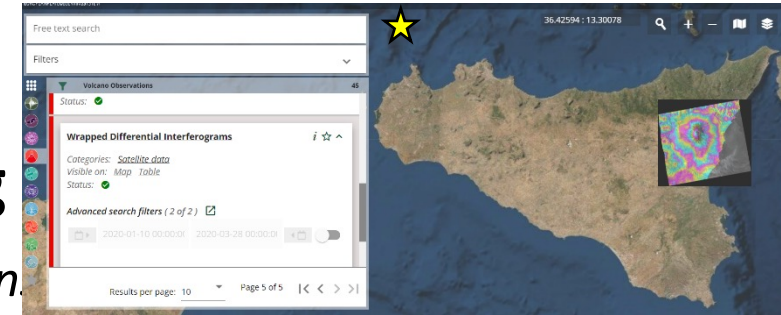 Free text search
36.42594 : 13.30078
Filters
Volcano Observations 45
Status:
Wrapped Differential Interferograms
Categories: Satellite data
Visible on: Map Table
Status:
g
Advanced search filters ( 2 of 2 )
2020-01-10 00:00:0 2020-03-28 00:00:0
n.
Results per page: 10 Page 5 of 5